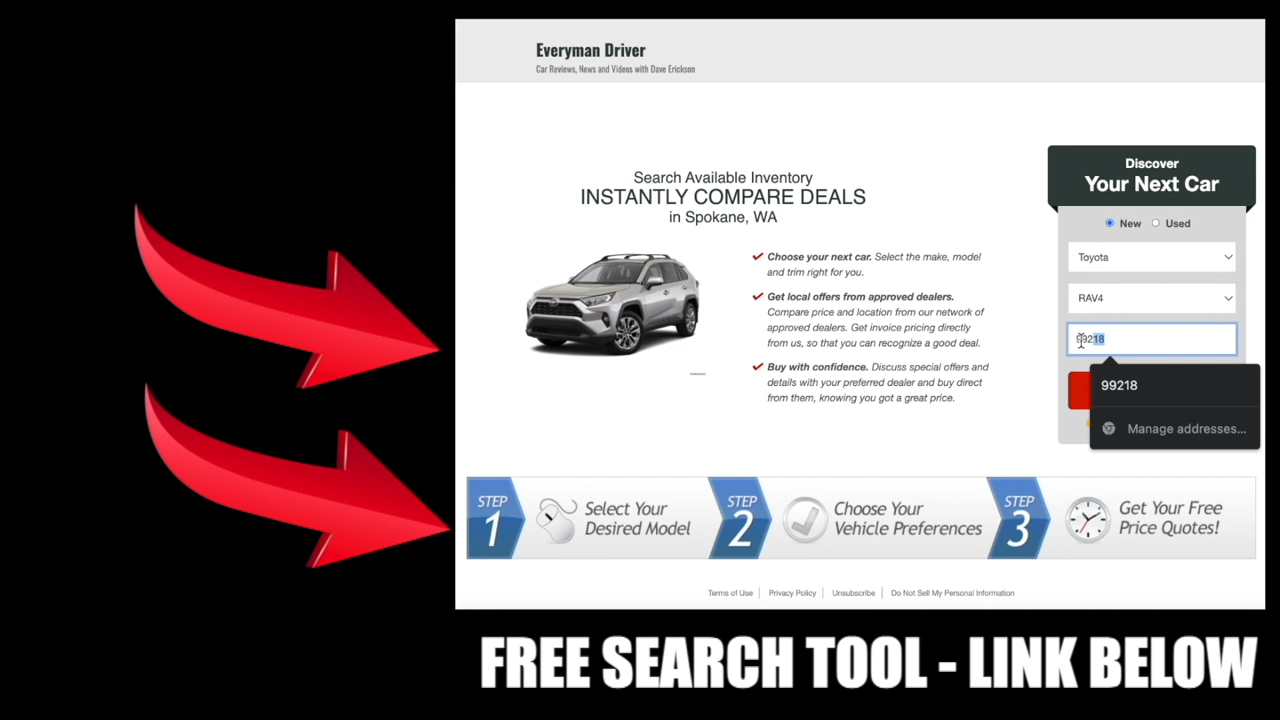 Everyman Driver
Car Reviews, News and Videos with Dave Erickson
Search Available Inventory
INSTANTLY COMPARE DEALS
in Spokane, WA
Choose your next car. Select the make, model
and trim right for you.
Get local offers from approved dealers.
Compare price and location from our network of
approved dealers. Get invoice pricing directly
from us, so that you can recognize a good deal.
Buy with confidence. Discuss special offers and
details with your preferred dealer and buy direct
from them, knowing you got a great price.
Discover
Your Next Car
New Used
Toyota
RAV4
99218
99218
Manage addresses...
STEP
1
Select Your
Desired Model
STEP
2
Choose Your
Vehicle Preferences
STEP
3
Get Your Free
Price Quotes!
Terms of Use | Privacy Policy | Unsubscribe | Do Not Sell My Personal Information
FREE SEARCH TOOL - LINK BELOW